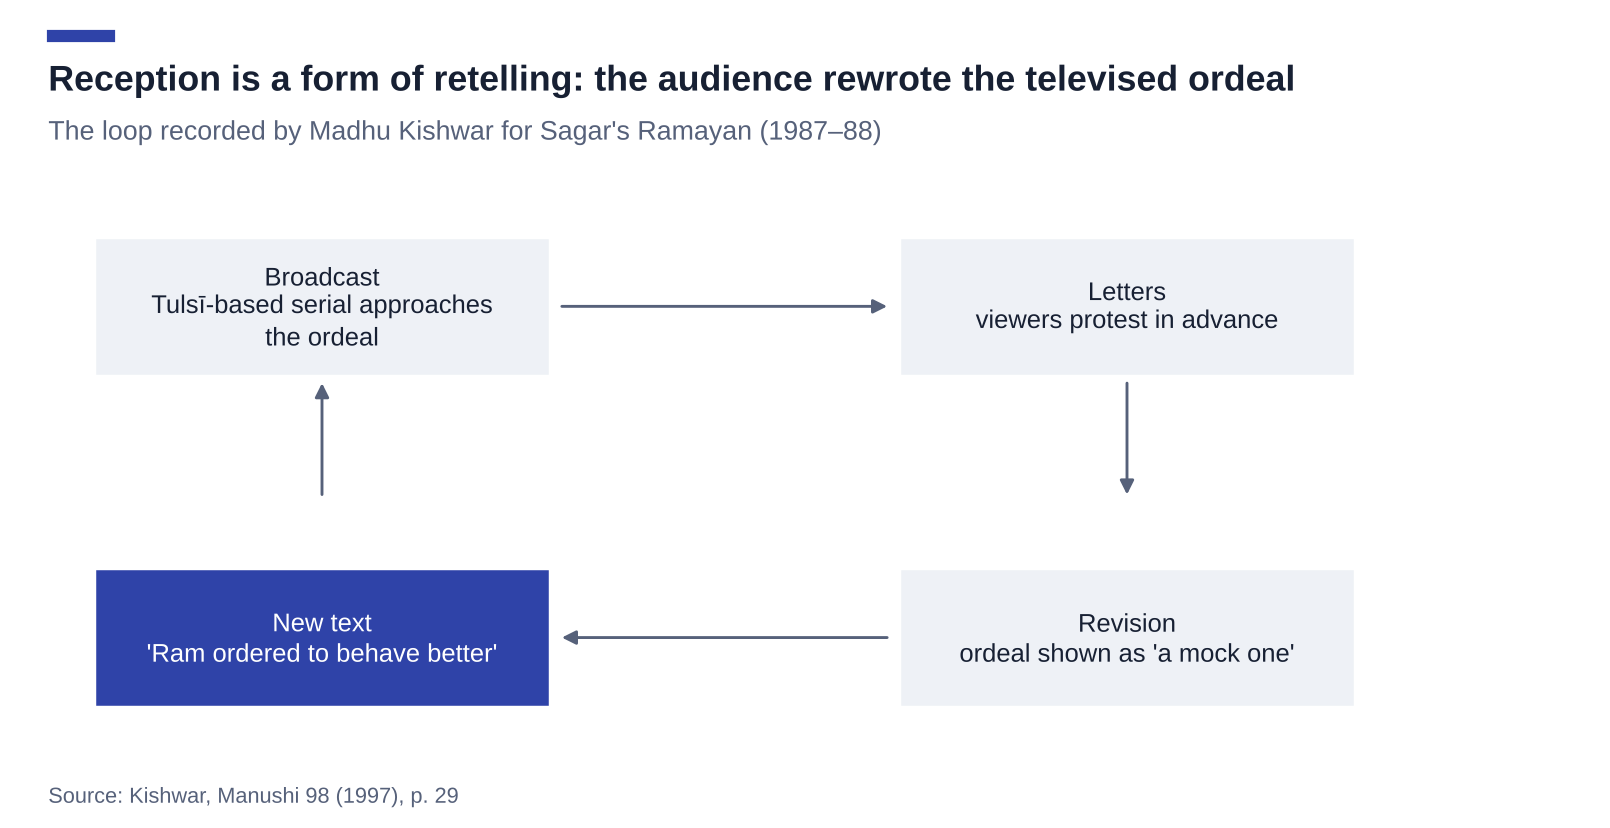 Reception is a form of retelling: the audience rewrote the televised ordeal
The loop recorded by Madhu Kishwar for Sagar's Ramayan (1987–88)
Broadcast
Tulsī-based serial approaches
the ordeal
Letters
viewers protest in advance
New text
'Ram ordered to behave better'
Revision
ordeal shown as 'a mock one'
Source: Kishwar, Manushi 98 (1997), p. 29